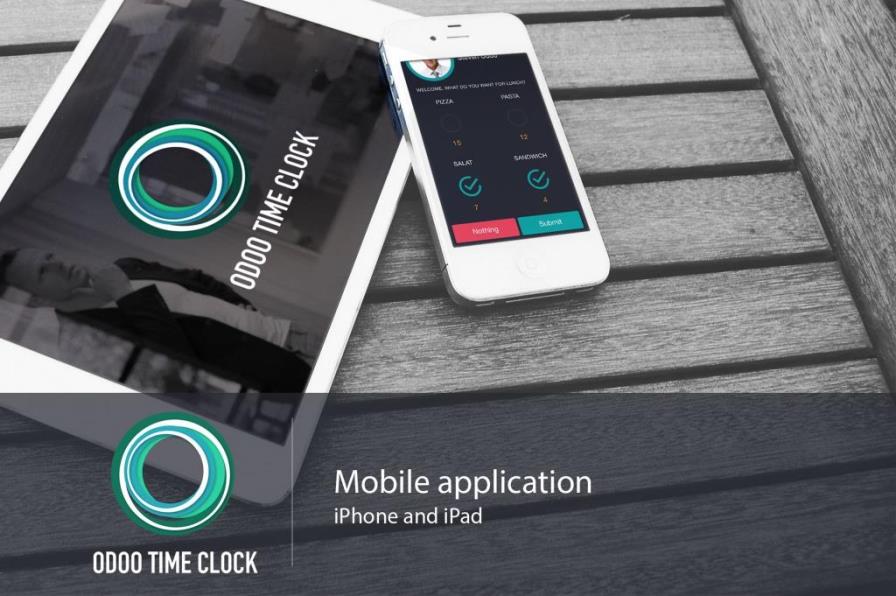 ODOO TIME CLOCK
WELCOME, WHAT DO YOU WANT FOR LUNCH?
PIZZA
PASTA
15
12
SALAT
SANDWICH
7
4
Nothing
Submit
ODOO TIME CLOCK
Mobile application
iPhone and iPad